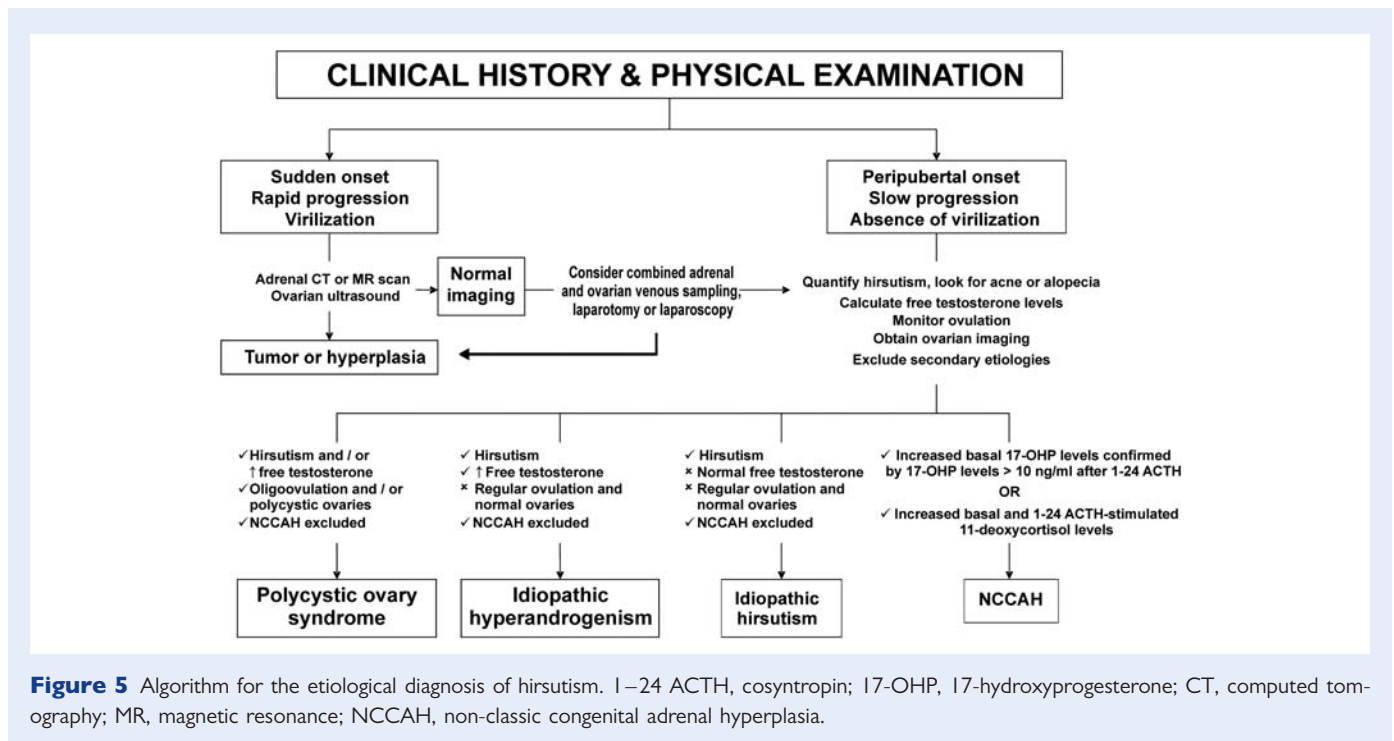 CLINICAL HISTORY & PHYSICAL EXAMINATION
Sudden onset
Rapid progression
Virilization
Peripubertal onset
Slow progression
Absence of virilization
Adrenal CT or MR scan
Ovarian ultrasound
Normal
imaging
Consider combined adrenal
and ovarian venous sampling,
laparotomy or laparoscopy
Quantify hirsutism, look for acne or alopecia
Calculate free testosterone levels
Monitor ovulation
Obtain ovarian imaging
Exclude secondary etiologies
Tumor or hyperplasia
✓Hirsutism and / or
↑free testosterone
✓Oligoovulation and / or
polycystic ovaries
✓NCCAH excluded
✓ Hirsutism
✓ ↑ Free testosterone
× Regular ovulation and
normal ovaries
✓ NCCAH excluded
✓ Hirsutism
× Normal free testosterone
× Regular ovulation and
normal ovaries
✓ NCCAH excluded
✓ Increased basal 17-OHP levels confirmed
by 17-OHP levels > 10 ng/ml after 1-24 ACTH
OR
✓ Increased basal and 1-24 ACTH-stimulated
11-deoxycortisol levels
Polycystic ovary
syndrome
Idiopathic
hyperandrogenism
Idiopathic
hirsutism
NCCAH
Figure 5 Algorithm for the etiological diagnosis of hirsutism. 1–24 ACTH, cosyntropin; 17-OHP, 17-hydroxyprogesterone; CT, computed tom-
ography; MR, magnetic resonance; NCCAH, non-classic congenital adrenal hyperplasia.